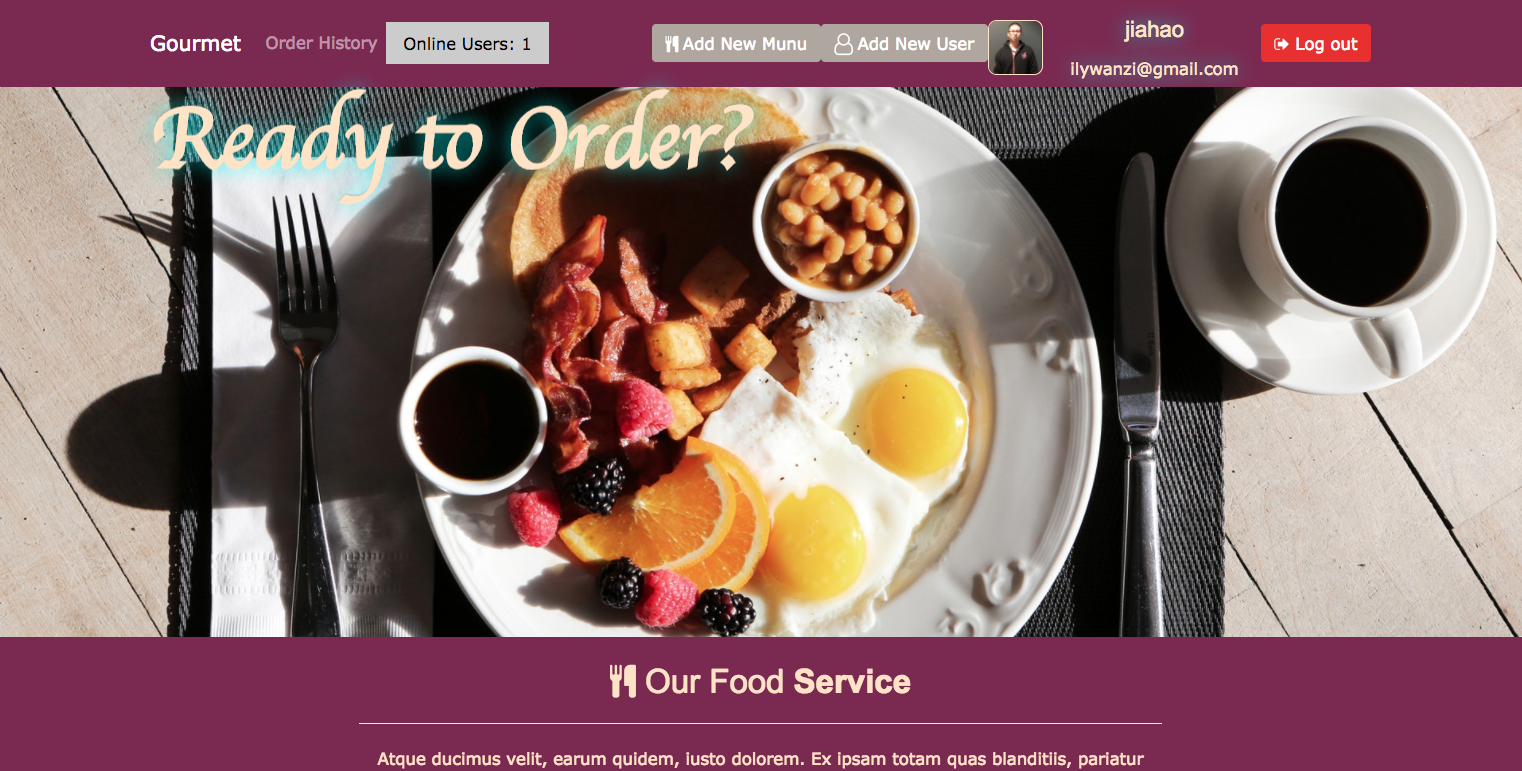 Gourmet Order History Online Users: 1 Add New Munu Add New User jiahao Log out
ilywanzi@gmail.com
Ready to Order?
Our Food Service
Atque ducimus velit, earum quidem, iusto dolorem. Ex ipsam totam quas blanditiis, pariatur